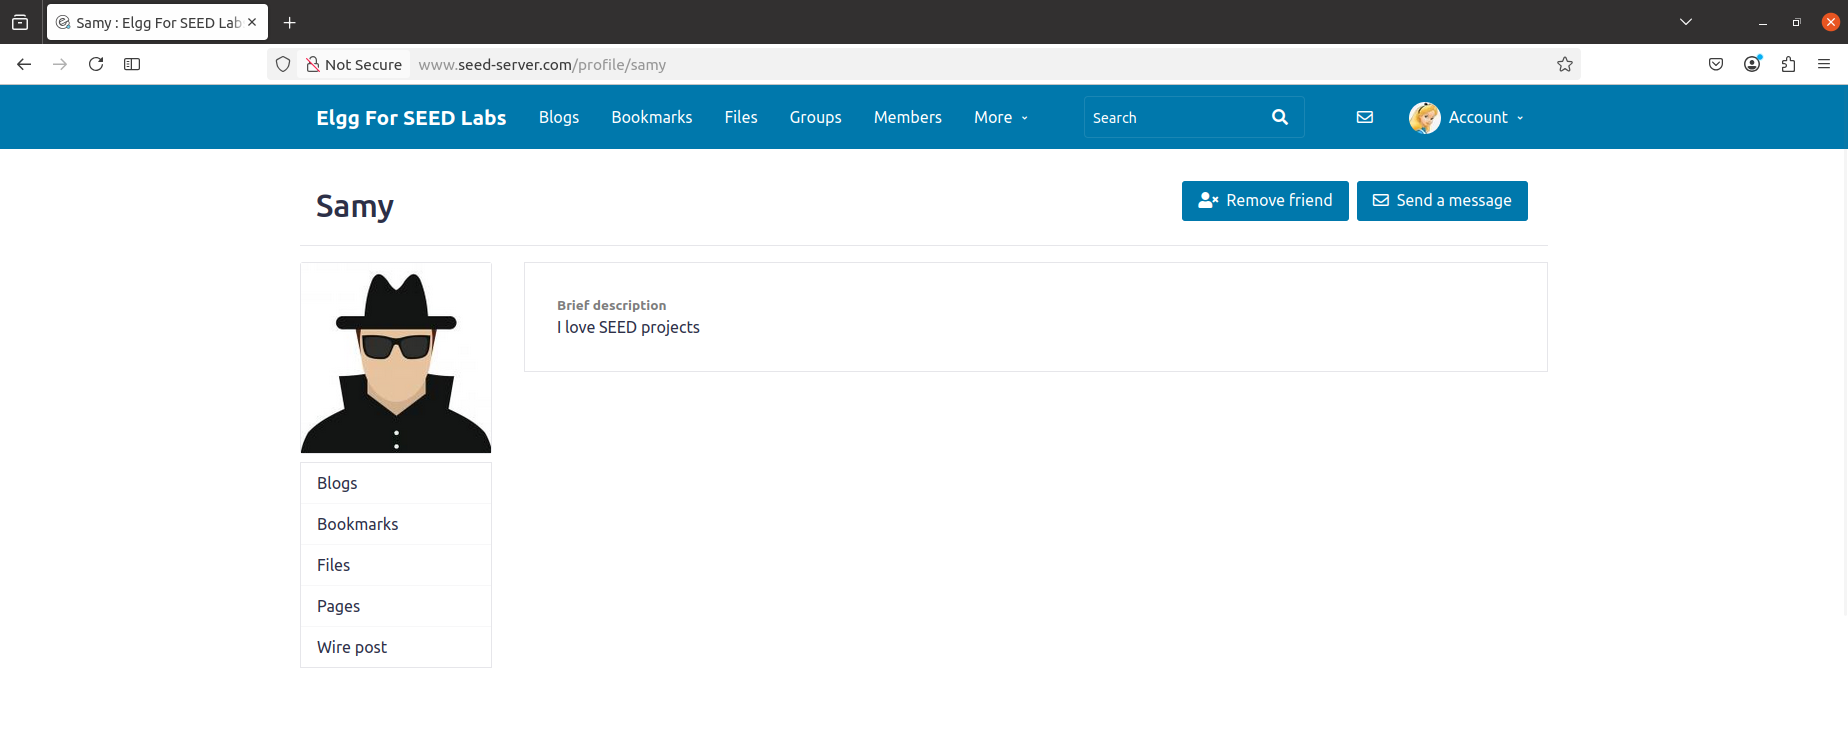 Samy : Elgg For SEED Lab
Not Secure www.seed-server.com/profile/samy
Elgg For SEED Labs Blogs Bookmarks Files Groups Members More Search Account
Samy Remove friend Send a message
Brief description
I love SEED projects
Blogs
Bookmarks
Files
Pages
Wire post